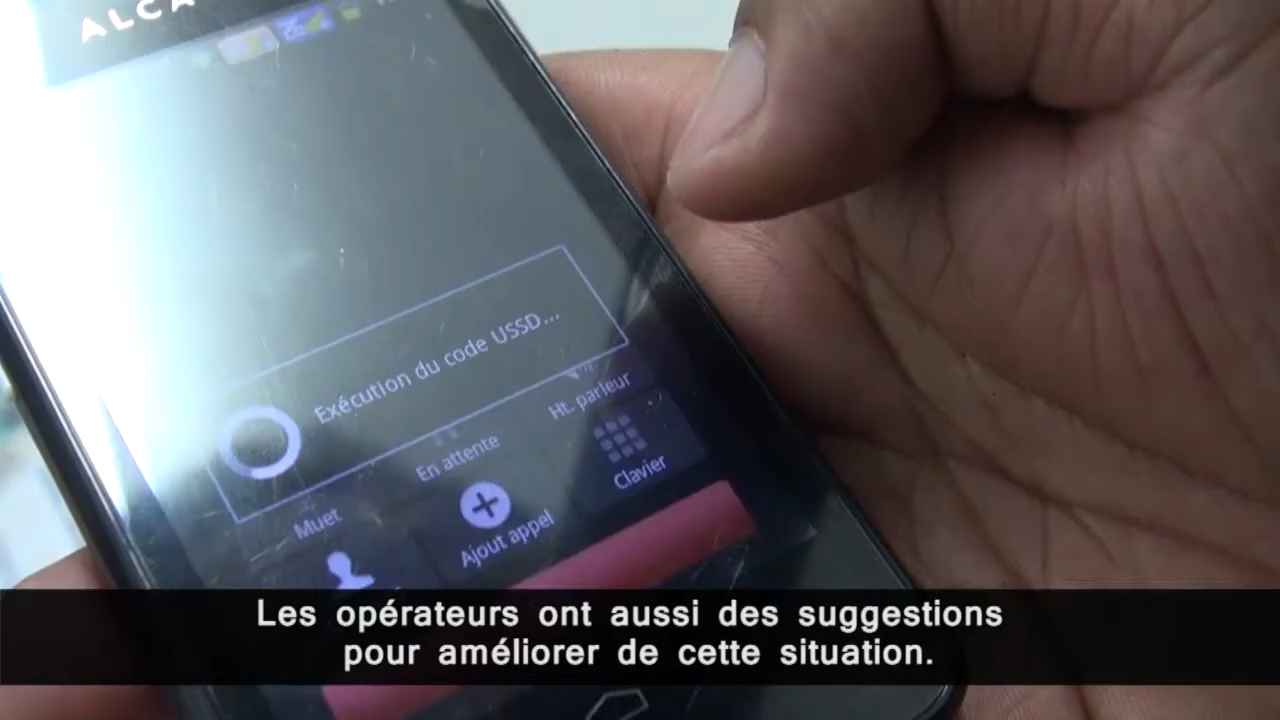 ALCA
Exécution du code USSD...
Muet
En attente
Ht. parleur
Ajout appel
Clavier
Les opérateurs ont aussi des suggestions
pour améliorer de cette situation.